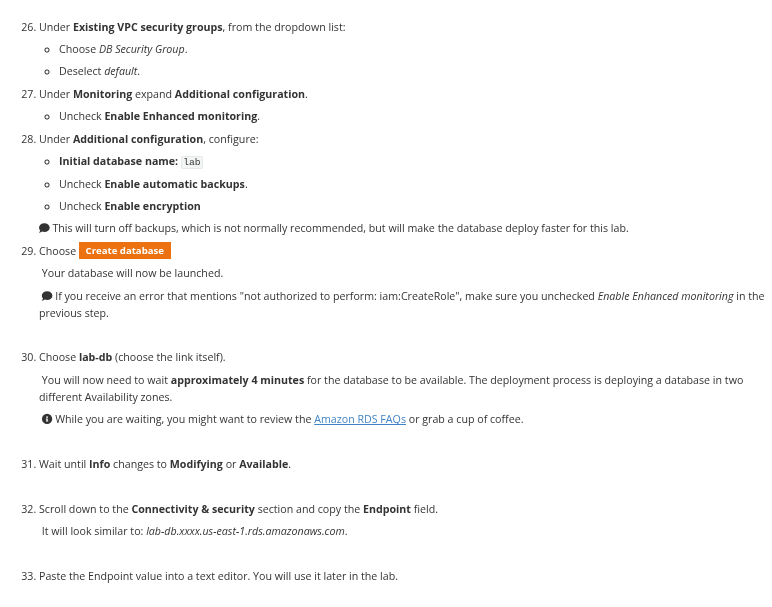 26. Under Existing VPC security groups, from the dropdown list:
Choose DB Security Group.
Deselect default.
27. Under Monitoring expand Additional configuration.
Uncheck Enable Enhanced monitoring.
28. Under Additional configuration, configure:
Initial database name: lab
Uncheck Enable automatic backups.
Uncheck Enable encryption
This will turn off backups, which is not normally recommended, but will make the database deploy faster for this lab.
29. Choose Create database
Your database will now be launched.
If you receive an error that mentions "not authorized to perform: iam:CreateRole", make sure you unchecked Enable Enhanced monitoring in the
previous step.
30. Choose lab-db (choose the link itself).
You will now need to wait approximately 4 minutes for the database to be available. The deployment process is deploying a database in two
different Availability zones.
While you are waiting, you might want to review the Amazon RDS FAQs or grab a cup of coffee.
31. Wait until Info changes to Modifying or Available.
32. Scroll down to the Connectivity & security section and copy the Endpoint field.
It will look similar to: lab-db.xxxx.us-east-1.rds.amazonaws.com.
33. Paste the Endpoint value into a text editor. You will use it later in the lab.